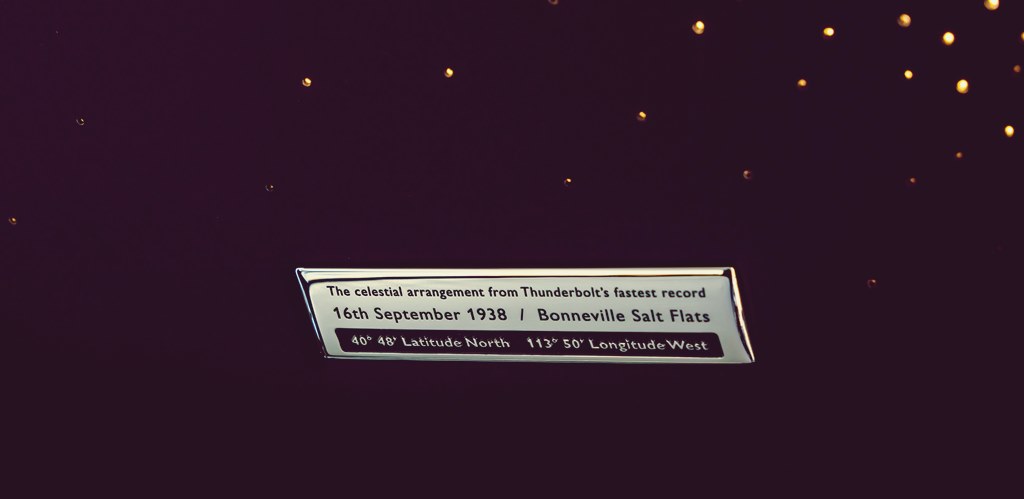 The celestial arrangement from Thunderbolt's fastest record
16th September 1938 / Bonneville Salt Flats
40° 48' Latitude North 113° 50' Longitude West